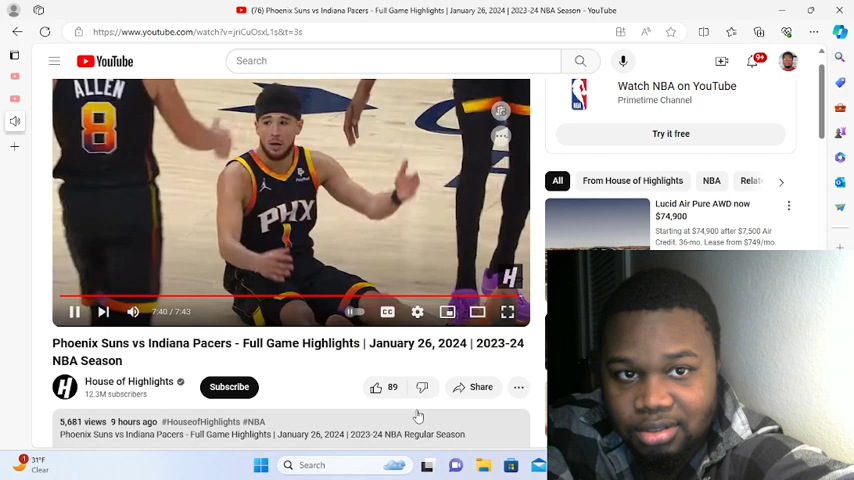 (76) Phoenix Suns vs Indiana Pacers - Full Game Highlights | January 26, 2024 | 2023-24 NBA Season - YouTube
https://www.youtube.com/watch?v=jriCuOsxL1s&t=3s
YouTube
Search
9+
ALLEN
8
PHX
1
H
7:40 / 7:43
CC
NBA
Watch NBA on YouTube
Primetime Channel
Try it free
All
From House of Highlights
NBA
Relat
Lucid Air Pure AWD now
$74,900
Starting at $74,900 after $7,500 Air
Credit. 36-mo. Lease from $749/mo.
Phoenix Suns vs Indiana Pacers - Full Game Highlights | January 26, 2024 | 2023-24
NBA Season
H
House of Highlights
12.3M subscribers
Subscribe
89
Share
5,681 views 9 hours ago #HouseofHighlights #NBA
Phoenix Suns vs Indiana Pacers - Full Game Highlights | January 26, 2024 | 2023-24 NBA Regular Season
1
31°F
Clear
Search